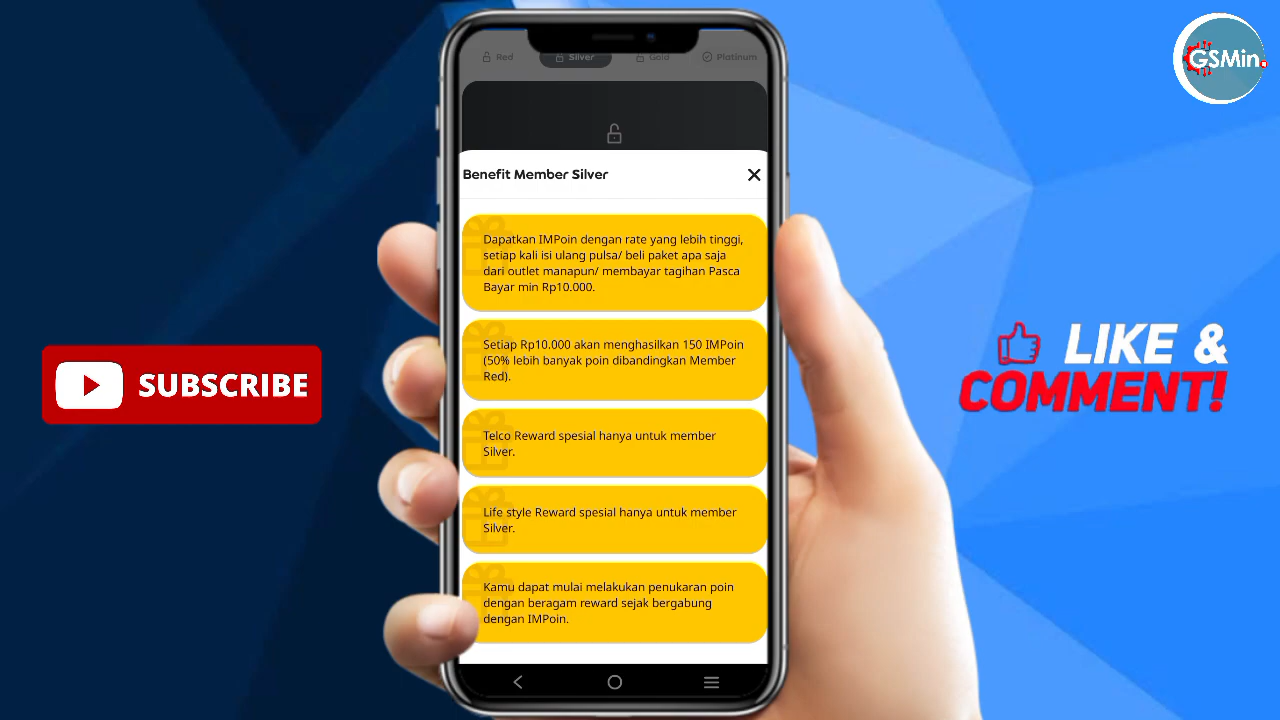 Red
Silver
Gold
Platinum
GSMin.
Benefit Member Silver
Dapatkan IMPoin dengan rate yang lebih tinggi,
setiap kali isi ulang pulsa/ beli paket apa saja
dari outlet manapun/ membayar tagihan Pasca
Bayar min Rp10.000.
Setiap Rp10.000 akan menghasilkan 150 IMPoin
(50% lebih banyak poin dibandingkan Member
Red).
Telco Reward spesial hanya untuk member
Silver.
Life style Reward spesial hanya untuk member
Silver.
Kamu dapat mulai melakukan penukaran poin
dengan beragam reward sejak bergabung
dengan IMPoin.
SUBSCRIBE
LIKE &
COMMENT!